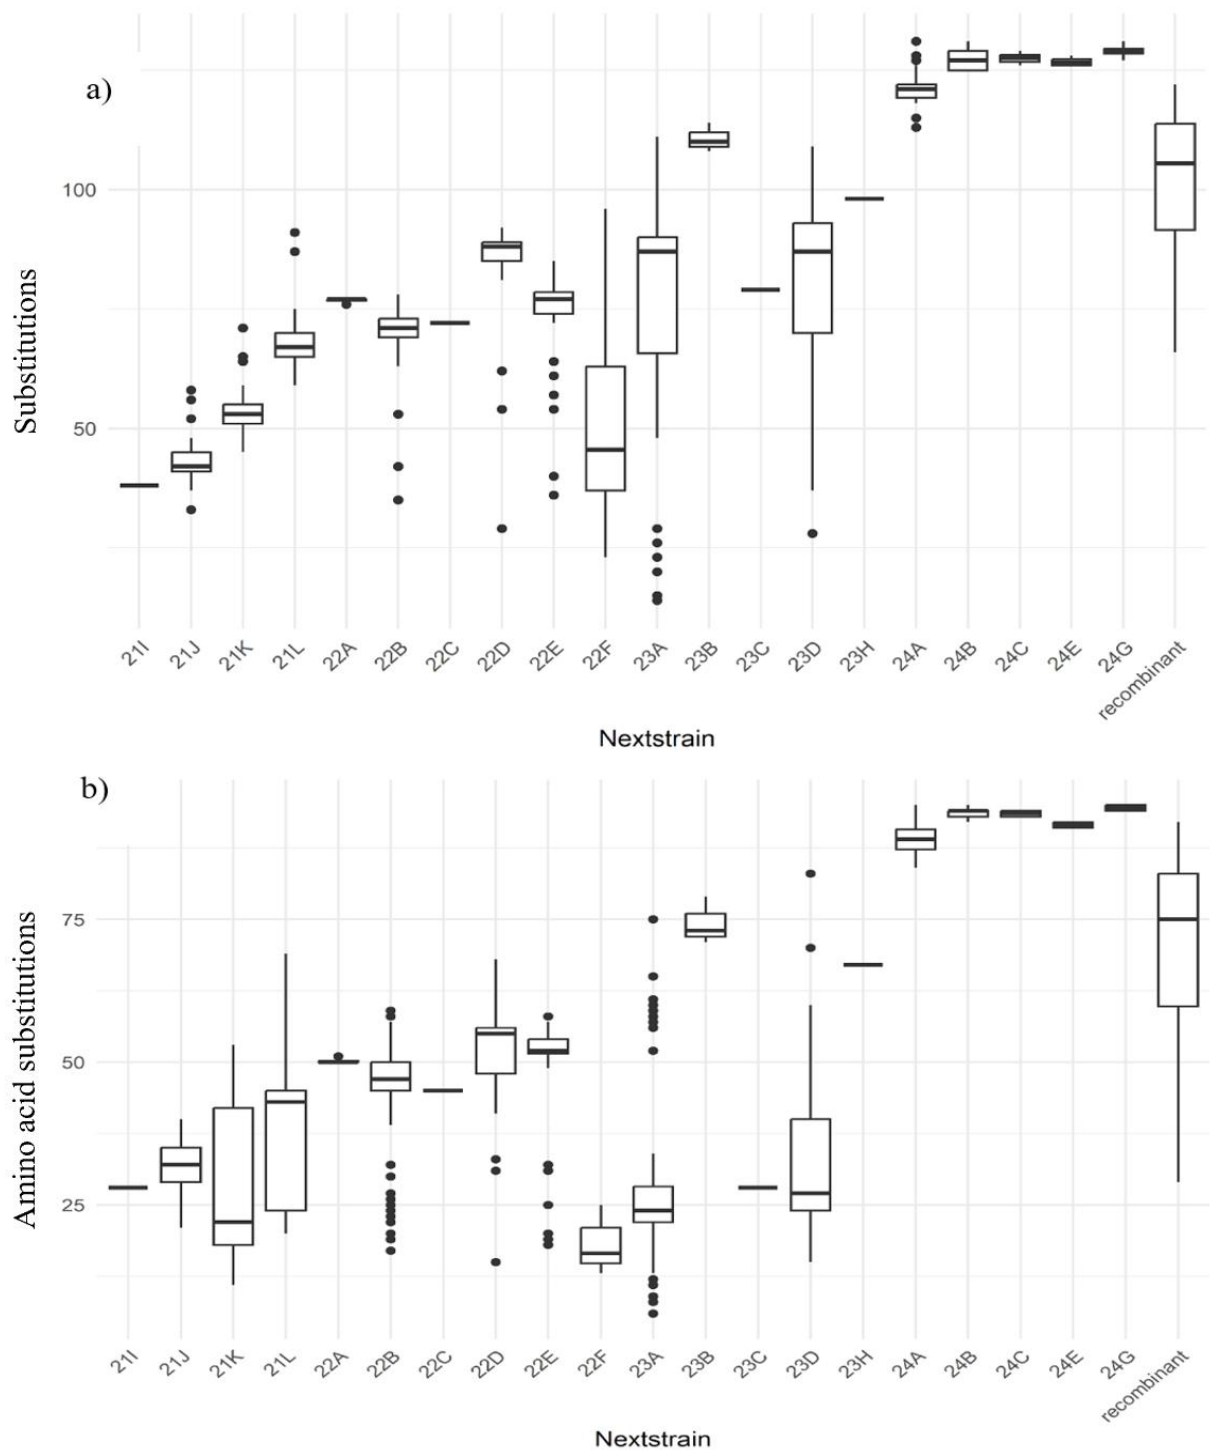 a)
Substitutions
100
50
21I 21J 21K 21L 22A 22B 22C 22D 22E 22F 23A 23B 23C 23D 23H 24A 24B 24C 24E 24G recombinant
Nextstrain
b)
Amino acid substitutions
75
50
25
21I 21J 21K 21L 22A 22B 22C 22D 22E 22F 23A 23B 23C 23D 23H 24A 24B 24C 24E 24G recombinant
Nextstrain